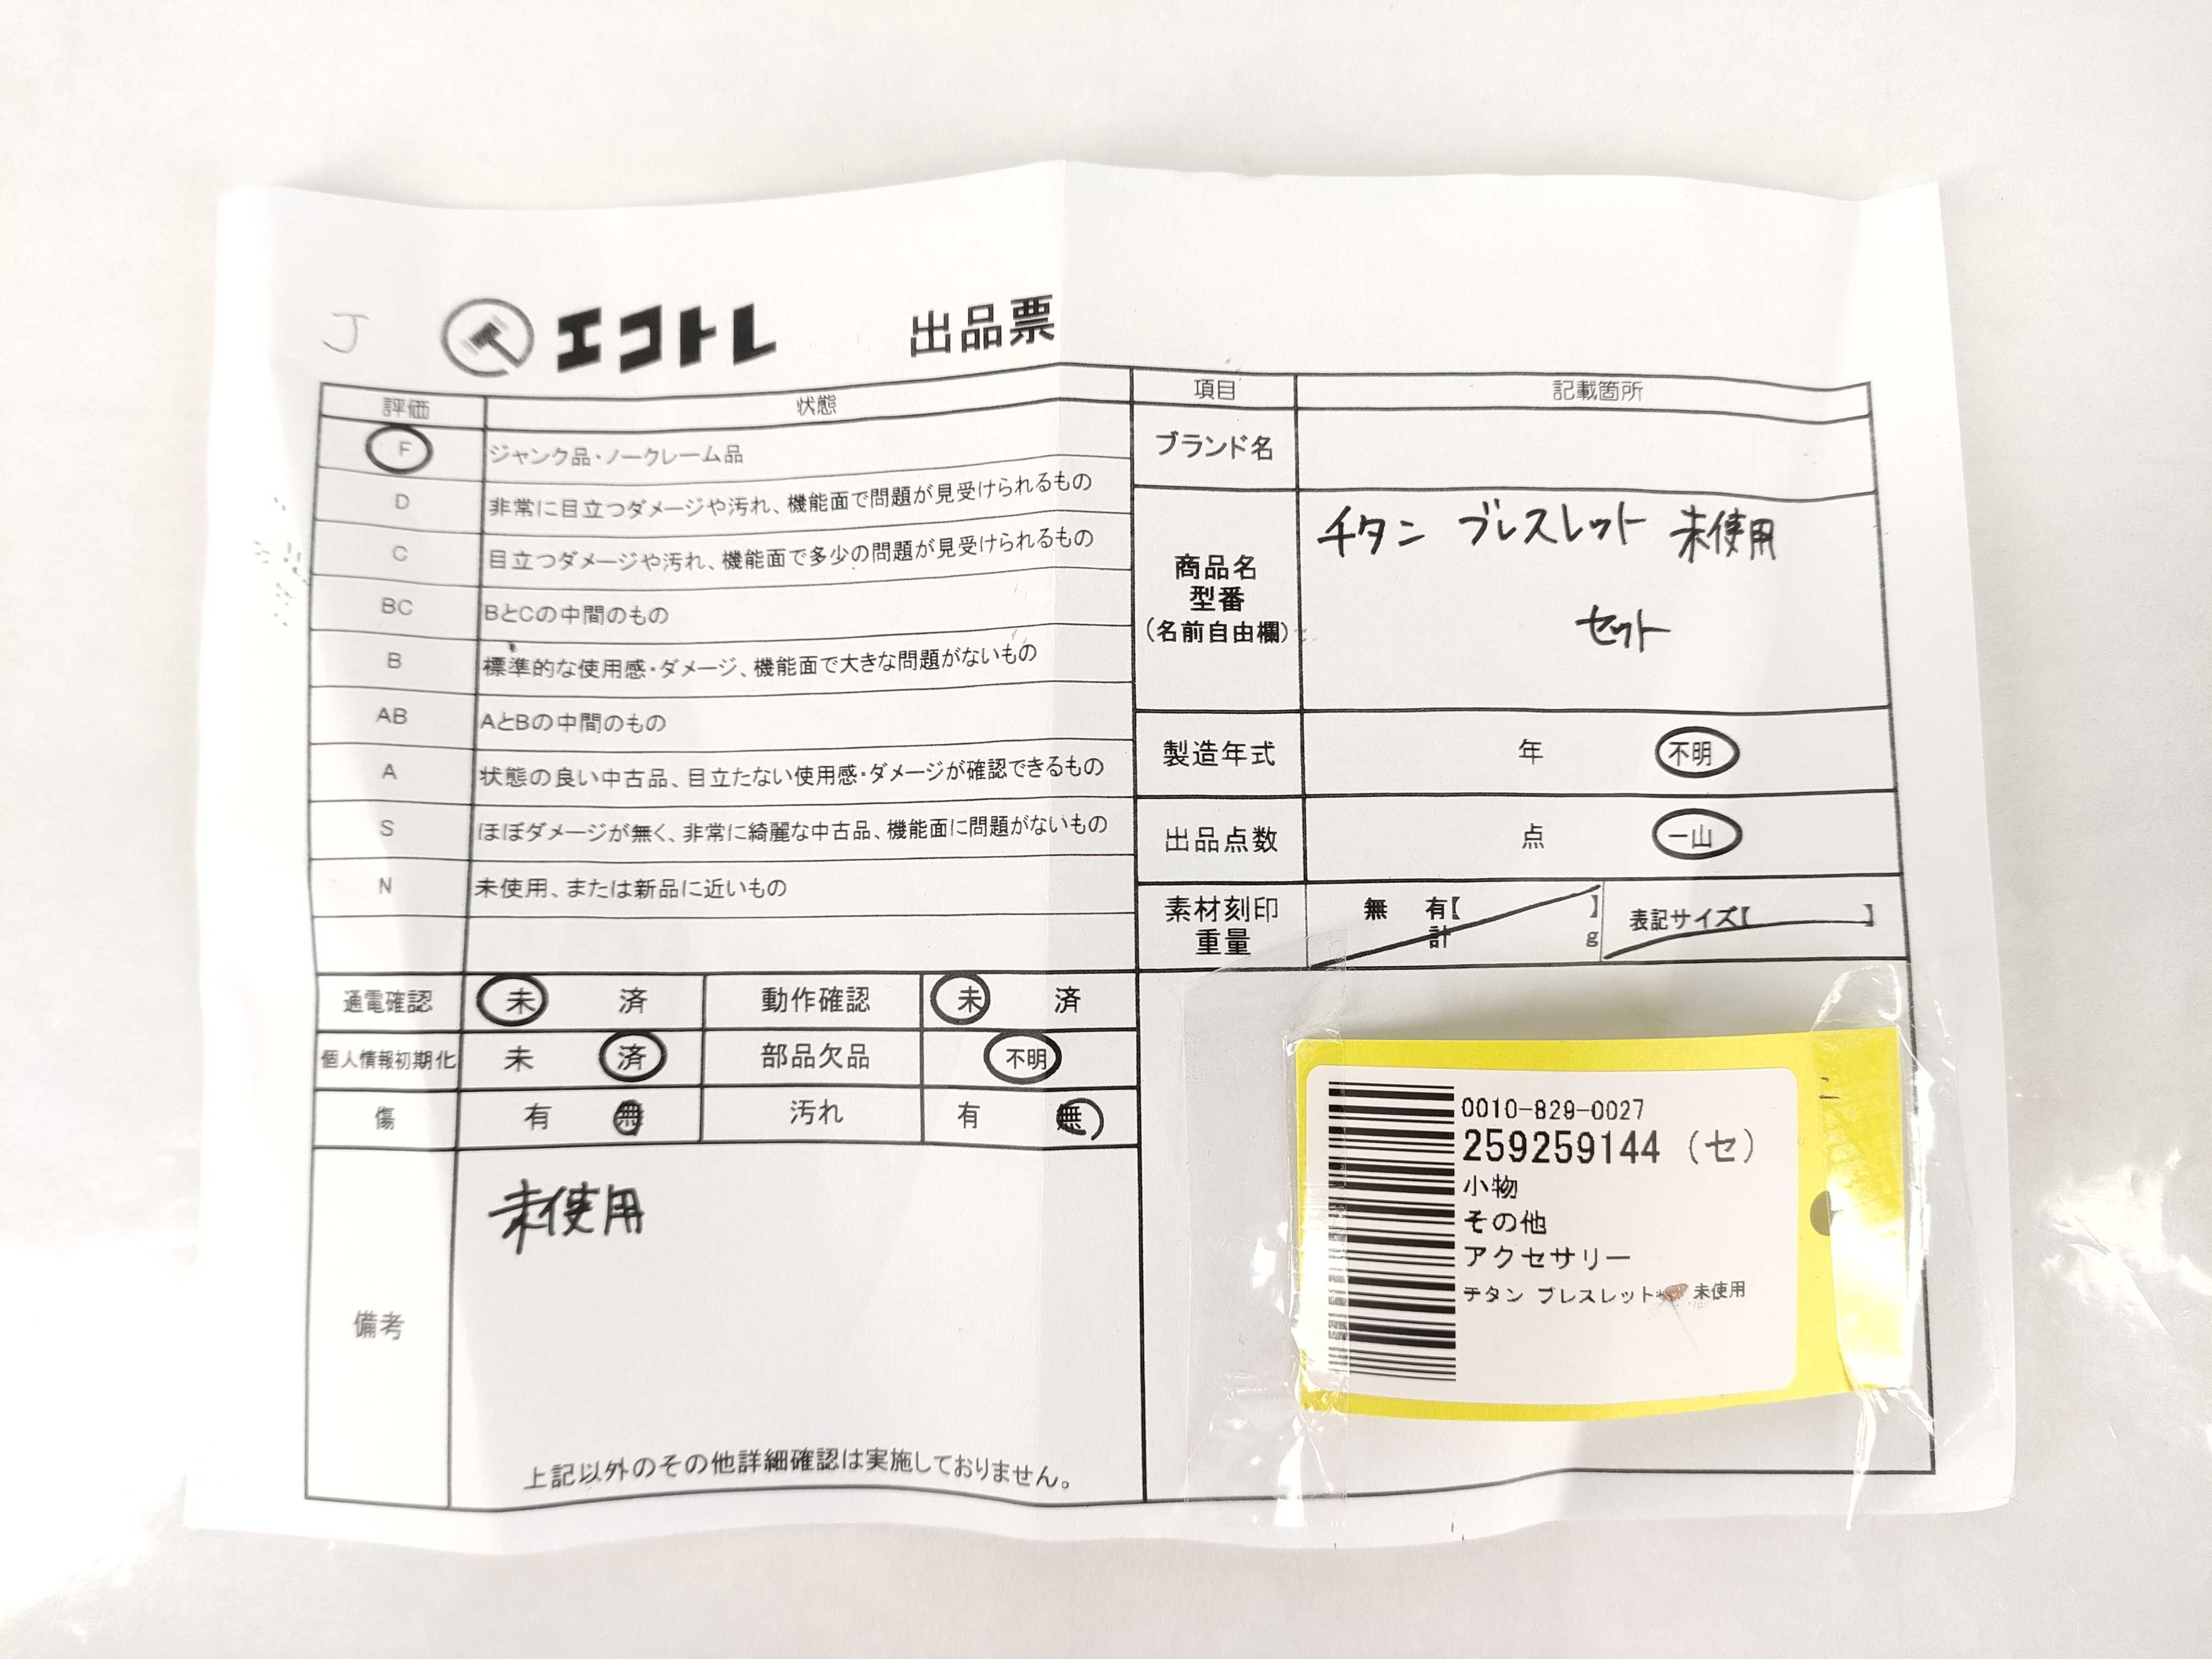 J
エコトレ 出品票
評価 状態
F ジャンク品・ノークレーム品
D 非常に目立つダメージや汚れ、機能面で問題が見受けられるもの
C 目立つダメージや汚れ、機能面で多少の問題が見受けられるもの
BC BとCの中間のもの
B 標準的な使用感・ダメージ、機能面で大きな問題がないもの
AB AとBの中間のもの
A 状態の良い中古品、目立たない使用感・ダメージが確認できるもの
S ほぼダメージが無く、非常に綺麗な中古品、機能面に問題がないもの
N 未使用、または新品に近いもの
通電確認 未 済 動作確認 未 済
個人情報初期化 未 済 部品欠品 不明
傷 有 無 汚れ 有 無
備考
未使用
上記以外のその他詳細確認は実施しておりません。
項目 記載箇所
ブランド名
商品名
型番
(名前自由欄)
チタン ブレスレット 未使用
セット
製造年式 年 不明
出品点数 点 一山
素材刻印
重量
無 有【 】
計 g
表記サイズ【 】
0010-829-0027
259259144 (セ)
小物
その他
アクセサリー
チタン ブレスレット* 未使用